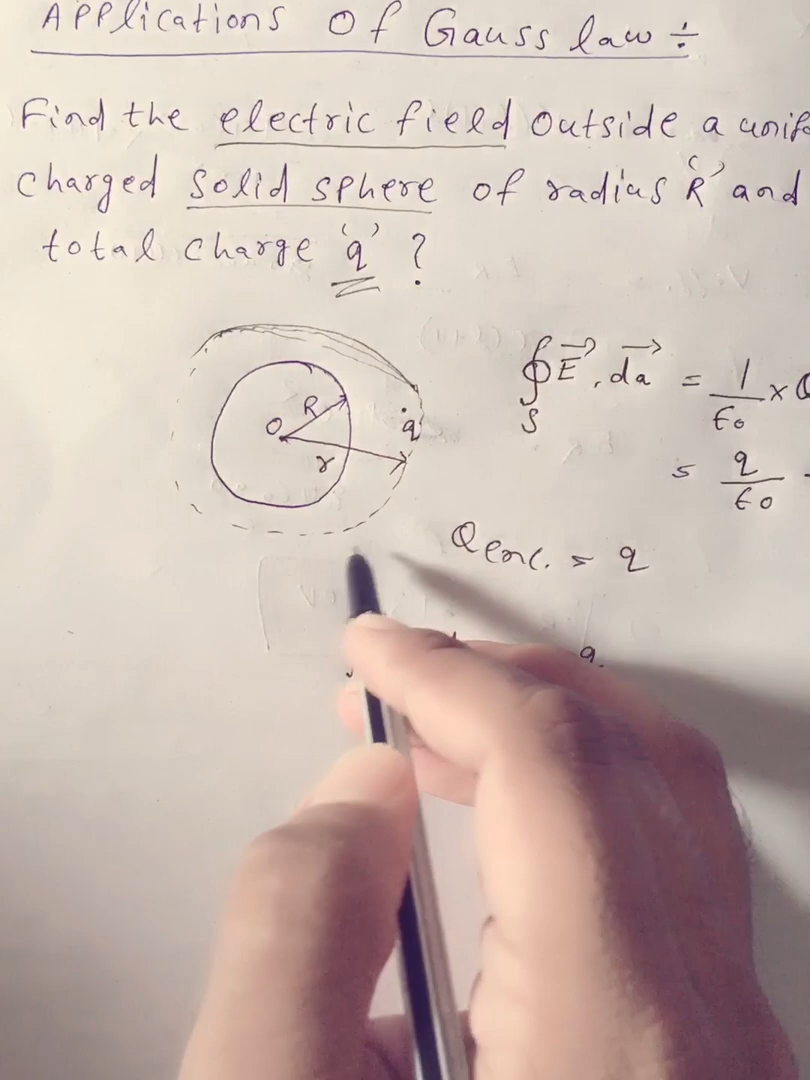 Applications of Gauss law ÷
Find the electric field outside a unif
charged solid sphere of radius 'R' and
total charge 'q' ?
R
O
r
q
∮ E⃗ . da⃗ = 1/ε₀ × Q
S
= q/ε₀
Qenc. = q
q